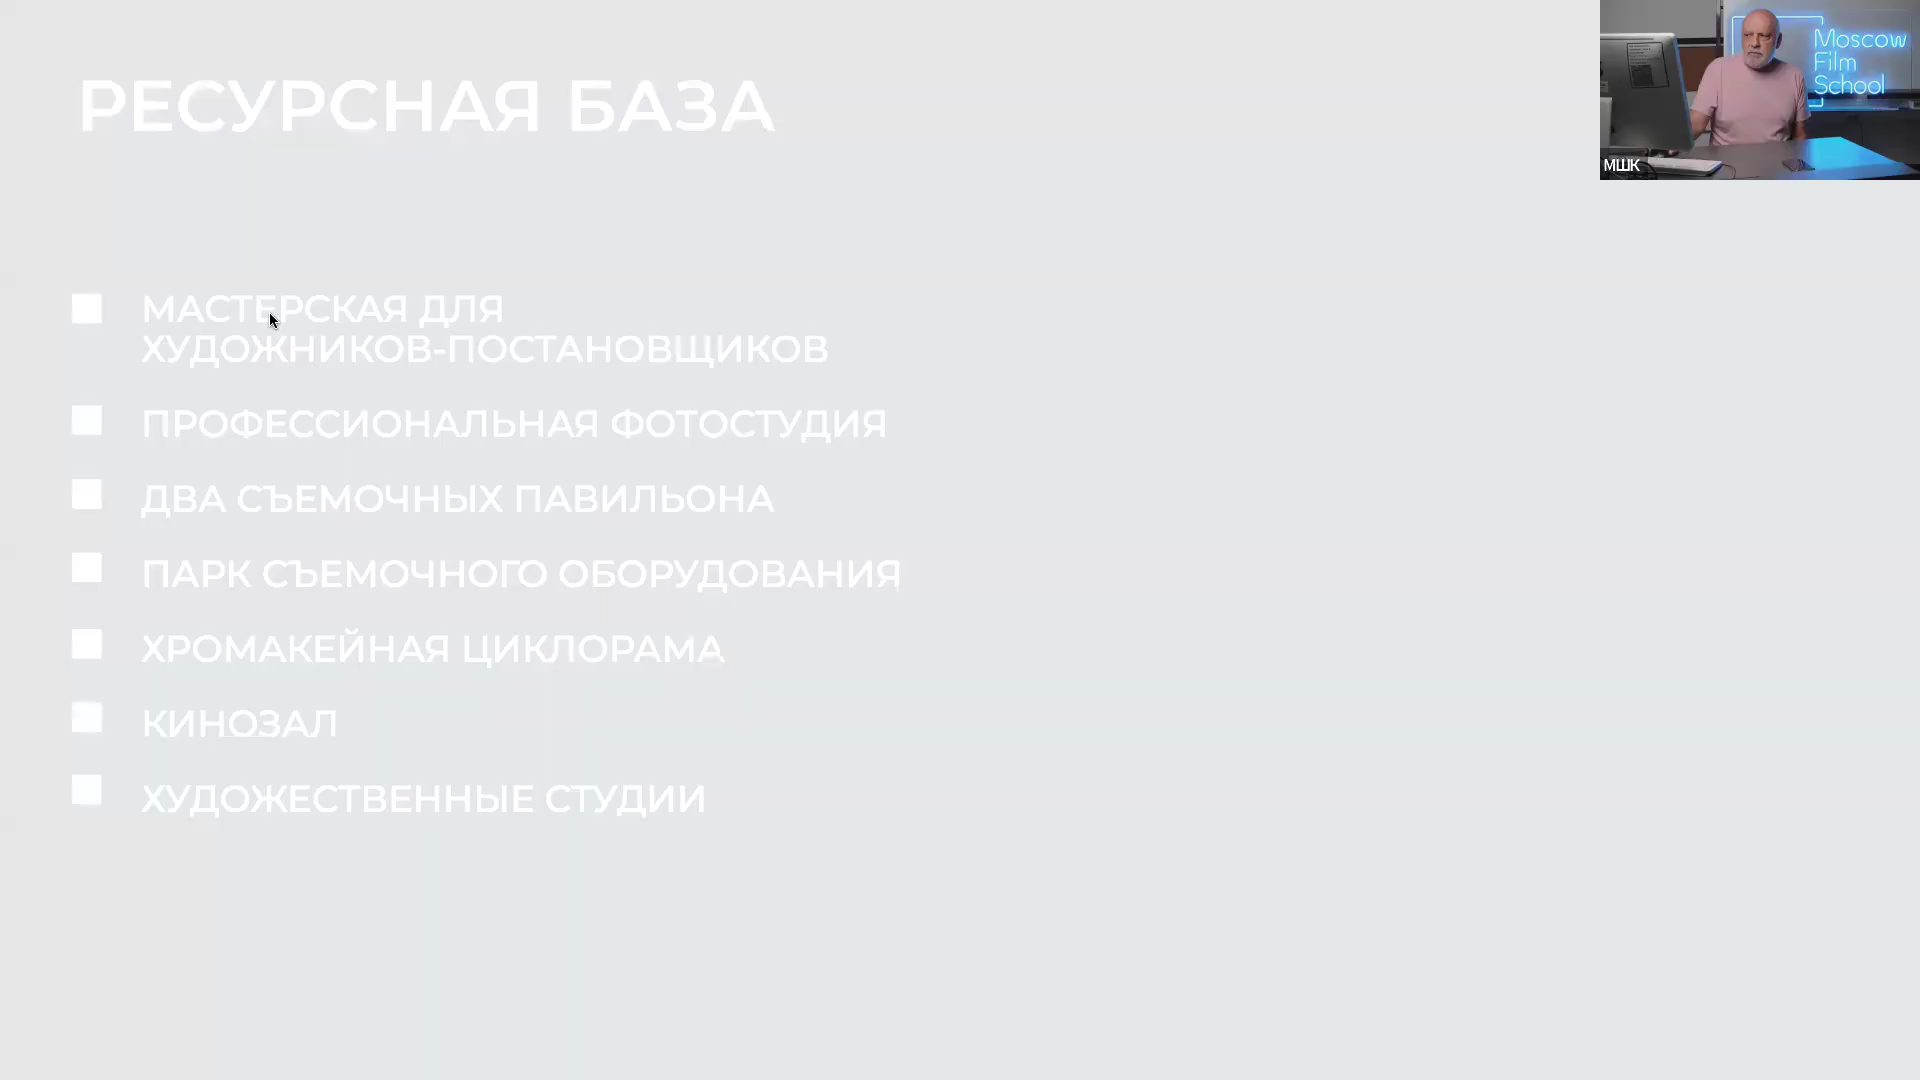 РЕСУРСНАЯ БАЗА
Moscow
Film
School
МШК
МАСТЕРСКАЯ ДЛЯ
ХУДОЖНИКОВ-ПОСТАНОВЩИКОВ
ПРОФЕССИОНАЛЬНАЯ ФОТОСТУДИЯ
ДВА СЪЕМОЧНЫХ ПАВИЛЬОНА
ПАРК СЪЕМОЧНОГО ОБОРУДОВАНИЯ
ХРОМАКЕЙНАЯ ЦИКЛОРАМА
КИНОЗАЛ
ХУДОЖЕСТВЕННЫЕ СТУДИИ